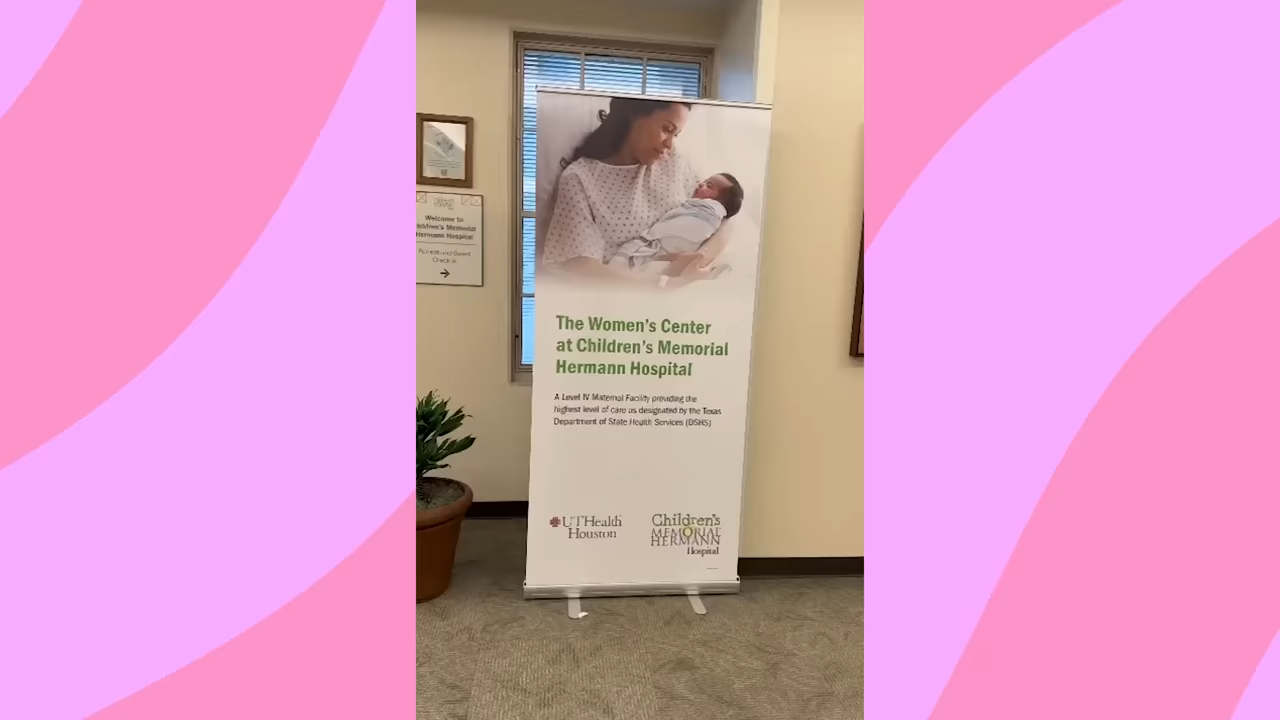 Welcome to
Children's Memorial
Hermann Hospital
The Women's Center
at Children's Memorial
Hermann Hospital
A Level IV Maternal Facility providing the
highest level of care as designated by the Texas
Department of State Health Services (DSHS)
UTHealth
Houston
Children's
MEMORIAL
HERMANN
Hospital